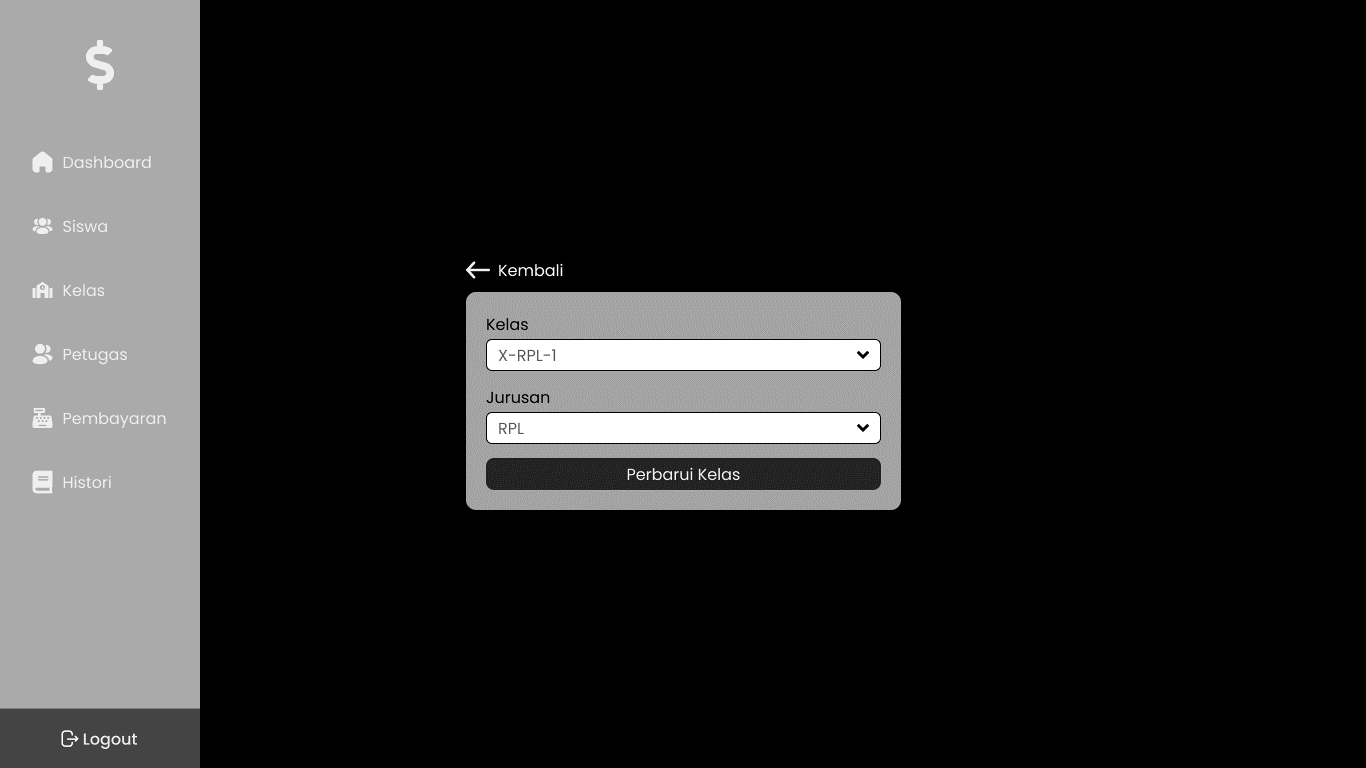 $
Dashboard
Siswa
Kelas
Petugas
Pembayaran
Histori
Logout
Kembali
Kelas
X-RPL-1
Jurusan
RPL
Perbarui Kelas